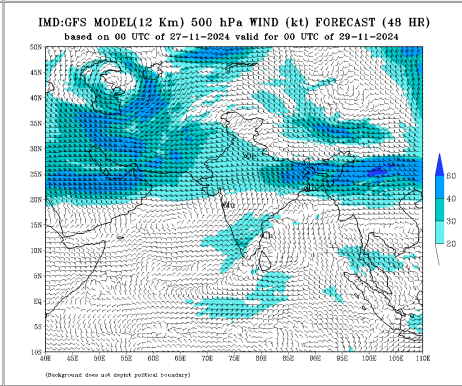 IMD:GFS MODEL(12 Km) 500 hPa WIND (kt) FORECAST (48 HR)
based on 00 UTC of 27-11-2024 valid for 00 UTC of 29-11-2024
50N
45N
40N
35N
30N
25N
20N
15N
10N
5N
5S
10S
40E 45E 50E 55E 60E 65E 70E 75E 80E 85E 90E 95E 100E 105E 110E
60
40
30
20
(Background does not depict political boundary)